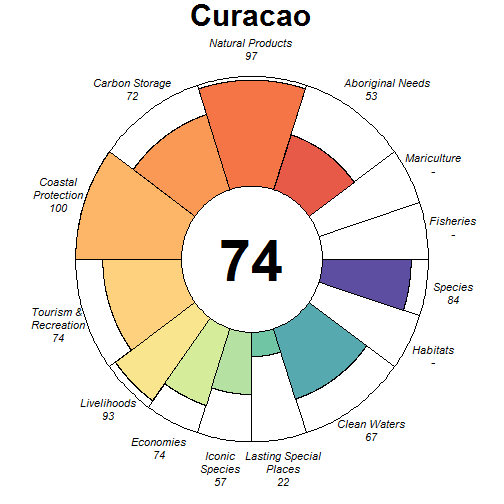 Curacao
Natural Products
97
Carbon Storage
72
Aboriginal Needs
53
Mariculture
-
Coastal
Protection
100
Fisheries
-
74
Species
84
Tourism &
Recreation
74
Habitats
-
Livelihoods
93
Clean Waters
67
Economies
74
Iconic
Species
57
Lasting Special
Places
22